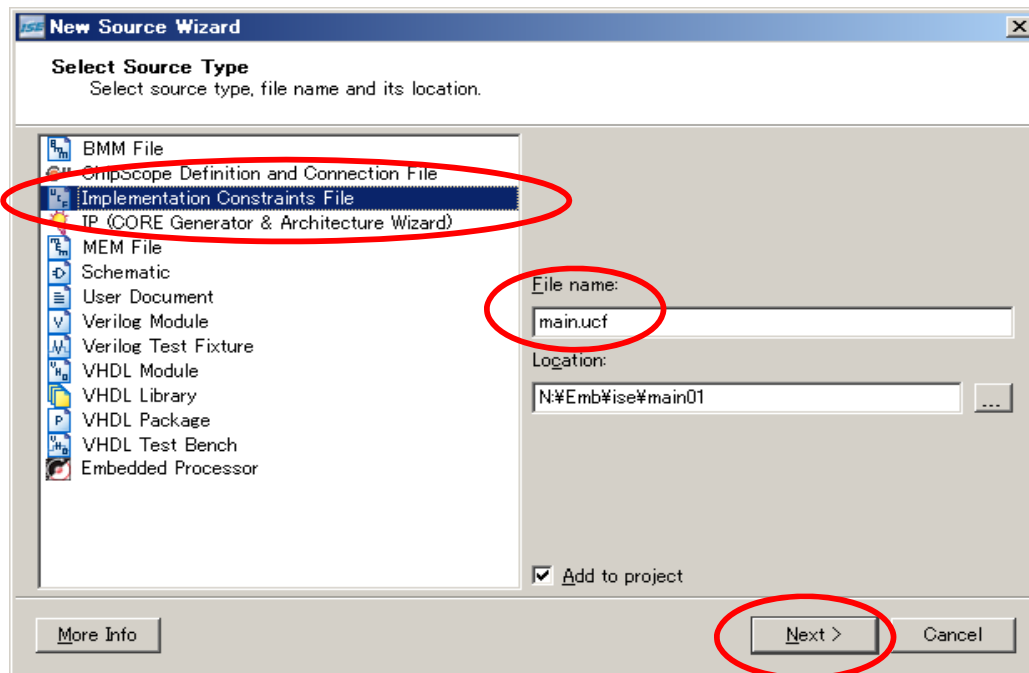 ISE New Source Wizard
Select Source Type
Select source type, file name and its location.
BMM File
ChipScope Definition and Connection File
Implementation Constraints File
IP (CORE Generator & Architecture Wizard)
MEM File
Schematic
User Document
Verilog Module
Verilog Test Fixture
VHDL Module
VHDL Library
VHDL Package
VHDL Test Bench
Embedded Processor
File name:
main.ucf
Location:
N:¥Emb¥ise¥main01
...
Add to project
More Info
Next >
Cancel